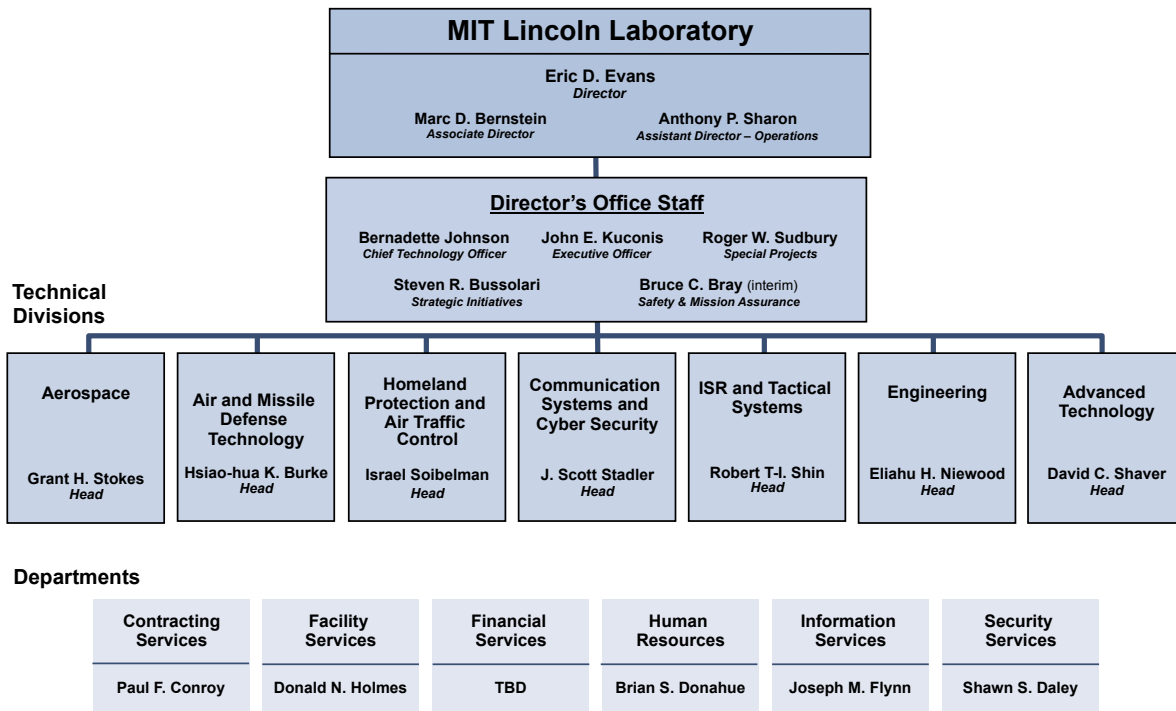 MIT Lincoln Laboratory
Eric D. Evans
Director
Marc D. Bernstein
Associate Director
Anthony P. Sharon
Assistant Director – Operations
Director's Office Staff
Bernadette Johnson
Chief Technology Officer
John E. Kuconis
Executive Officer
Roger W. Sudbury
Special Projects
Steven R. Bussolari
Strategic Initiatives
Bruce C. Bray (interim)
Safety & Mission Assurance
Technical
Divisions
Aerospace
Grant H. Stokes
Head
Air and Missile
Defense
Technology
Hsiao-hua K. Burke
Head
Homeland
Protection and
Air Traffic
Control
Israel Soibelman
Head
Communication
Systems and
Cyber Security
J. Scott Stadler
Head
ISR and Tactical
Systems
Robert T-I. Shin
Head
Engineering
Eliahu H. Niewood
Head
Advanced
Technology
David C. Shaver
Head
Departments
Contracting
Services
Paul F. Conroy
Facility
Services
Donald N. Holmes
Financial
Services
TBD
Human
Resources
Brian S. Donahue
Information
Services
Joseph M. Flynn
Security
Services
Shawn S. Daley